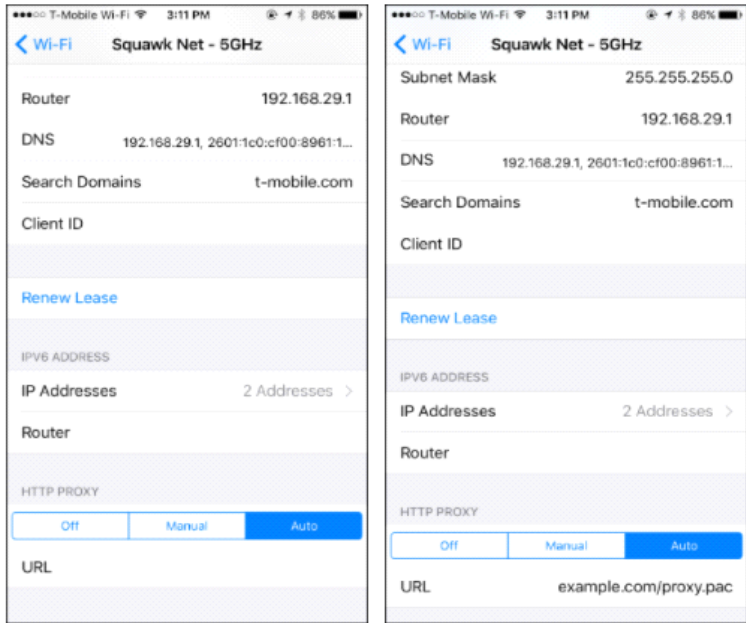 T-Mobile Wi-Fi 3:11 PM 86%
Wi-Fi Squawk Net - 5GHz
Router 192.168.29.1
DNS 192.168.29.1, 2601:1c0:cf00:8961:1...
Search Domains t-mobile.com
Client ID
Renew Lease
IPV6 ADDRESS
IP Addresses 2 Addresses >
Router
HTTP PROXY
Off Manual Auto
URL
T-Mobile Wi-Fi 3:11 PM 86%
Wi-Fi Squawk Net - 5GHz
Subnet Mask 255.255.255.0
Router 192.168.29.1
DNS 192.168.29.1, 2601:1c0:cf00:8961:1...
Search Domains t-mobile.com
Client ID
Renew Lease
IPV6 ADDRESS
IP Addresses 2 Addresses >
Router
HTTP PROXY
Off Manual Auto
URL example.com/proxy.pac